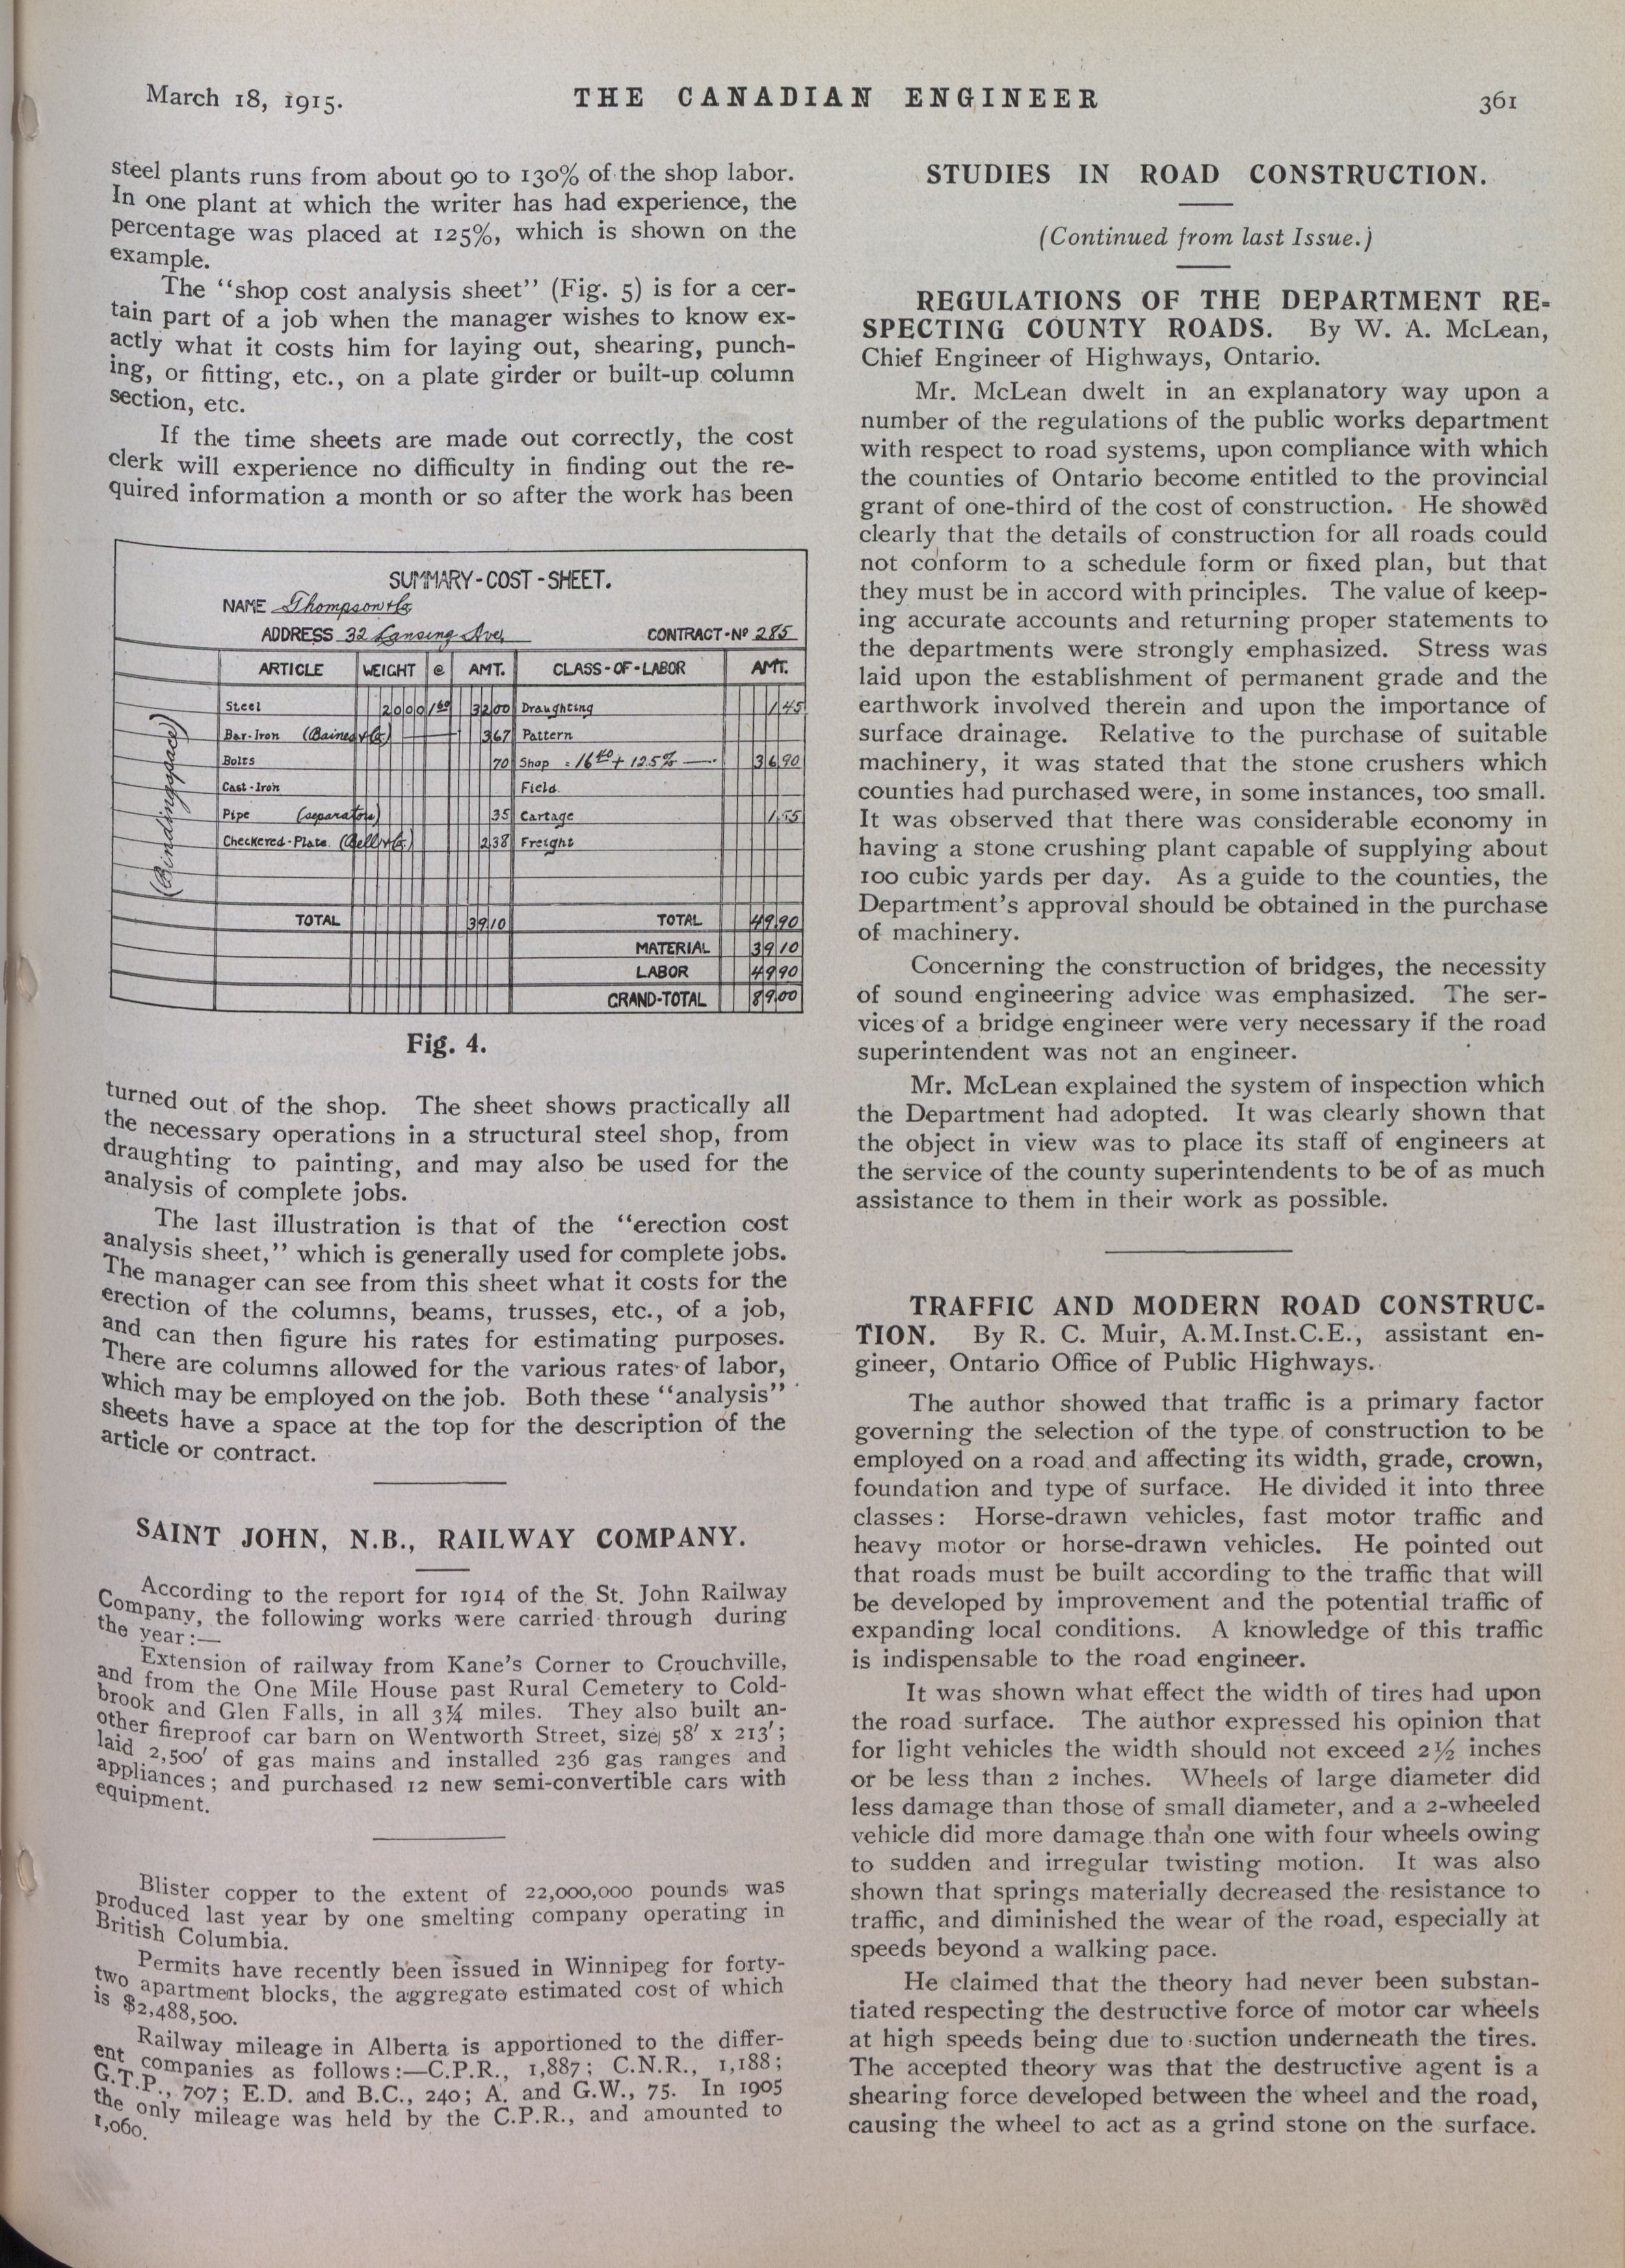 March 18, 1915.
THE CANADIAN ENGINEER
361
steel plants runs from about 90 to 130% of the shop labor.
In one plant at which the writer has had experience, the
percentage was placed at 125%, which is shown on the
example.
The "shop cost analysis sheet" (Fig. 5) is for a cer-
tain part of a job when the manager wishes to know ex-
actly what it costs him for laying out, shearing, punch-
ing, or fitting, etc., on a plate girder or built-up column
section, etc.
If the time sheets are made out correctly, the cost
clerk will experience no difficulty in finding out the re-
quired information a month or so after the work has been
SUMMARY-COST-SHEET.
NAME Thompson & Co
ADDRESS 32 Lansing Ave, CONTRACT-Nº 285
ARTICLE WEIGHT @ AMT. CLASS-OF-LABOR AMT.
(Binding space)
Steel 2000 1.60 3200 Draughting 1.45
Bar-Iron (Baines & Co.) 367 Pattern
Bolts 70 Shop = 16.40 + 125% 3690
Cast-Iron Field
Pipe (separators) 35 Cartage 1.55
Checkered-Plate. (Bell & Co.) 238 Freight
TOTAL 3910 TOTAL 4990
MATERIAL 3910
LABOR 4990
GRAND-TOTAL 8900
Fig. 4.
turned out of the shop. The sheet shows practically all
the necessary operations in a structural steel shop, from
draughting to painting, and may also be used for the
analysis of complete jobs.
The last illustration is that of the "erection cost
analysis sheet," which is generally used for complete jobs.
The manager can see from this sheet what it costs for the
erection of the columns, beams, trusses, etc., of a job,
and can then figure his rates for estimating purposes.
There are columns allowed for the various rates of labor,
which may be employed on the job. Both these "analysis"
sheets have a space at the top for the description of the
article or contract.
SAINT JOHN, N.B., RAILWAY COMPANY.
According to the report for 1914 of the St. John Railway
Company, the following works were carried through during
the year:—
Extension of railway from Kane's Corner to Crouchville,
and from the One Mile House past Rural Cemetery to Cold-
brook and Glen Falls, in all 3¼ miles. They also built an-
other fireproof car barn on Wentworth Street, size 58' x 213';
laid 2,500' of gas mains and installed 236 gas ranges and
appliances; and purchased 12 new semi-convertible cars with
equipment.
Blister copper to the extent of 22,000,000 pounds was
produced last year by one smelting company operating in
British Columbia.
Permits have recently been issued in Winnipeg for forty-
two apartment blocks, the aggregate estimated cost of which
is $2,488,500.
Railway mileage in Alberta is apportioned to the differ-
ent companies as follows:—C.P.R., 1,887; C.N.R., 1,188;
G.T.P., 707; E.D. and B.C., 240; A. and G.W., 75. In 1905
the only mileage was held by the C.P.R., and amounted to
1,060.
STUDIES IN ROAD CONSTRUCTION.
(Continued from last Issue.)
REGULATIONS OF THE DEPARTMENT RE-
SPECTING COUNTY ROADS. By W. A. McLean,
Chief Engineer of Highways, Ontario.
Mr. McLean dwelt in an explanatory way upon a
number of the regulations of the public works department
with respect to road systems, upon compliance with which
the counties of Ontario become entitled to the provincial
grant of one-third of the cost of construction. He showed
clearly that the details of construction for all roads could
not conform to a schedule form or fixed plan, but that
they must be in accord with principles. The value of keep-
ing accurate accounts and returning proper statements to
the departments were strongly emphasized. Stress was
laid upon the establishment of permanent grade and the
earthwork involved therein and upon the importance of
surface drainage. Relative to the purchase of suitable
machinery, it was stated that the stone crushers which
counties had purchased were, in some instances, too small.
It was observed that there was considerable economy in
having a stone crushing plant capable of supplying about
100 cubic yards per day. As a guide to the counties, the
Department's approval should be obtained in the purchase
of machinery.
Concerning the construction of bridges, the necessity
of sound engineering advice was emphasized. The ser-
vices of a bridge engineer were very necessary if the road
superintendent was not an engineer.
Mr. McLean explained the system of inspection which
the Department had adopted. It was clearly shown that
the object in view was to place its staff of engineers at
the service of the county superintendents to be of as much
assistance to them in their work as possible.
TRAFFIC AND MODERN ROAD CONSTRUC-
TION. By R. C. Muir, A.M.Inst.C.E., assistant en-
gineer, Ontario Office of Public Highways.
The author showed that traffic is a primary factor
governing the selection of the type of construction to be
employed on a road and affecting its width, grade, crown,
foundation and type of surface. He divided it into three
classes: Horse-drawn vehicles, fast motor traffic and
heavy motor or horse-drawn vehicles. He pointed out
that roads must be built according to the traffic that will
be developed by improvement and the potential traffic of
expanding local conditions. A knowledge of this traffic
is indispensable to the road engineer.
It was shown what effect the width of tires had upon
the road surface. The author expressed his opinion that
for light vehicles the width should not exceed 2½ inches
or be less than 2 inches. Wheels of large diameter did
less damage than those of small diameter, and a 2-wheeled
vehicle did more damage than one with four wheels owing
to sudden and irregular twisting motion. It was also
shown that springs materially decreased the resistance to
traffic, and diminished the wear of the road, especially at
speeds beyond a walking pace.
He claimed that the theory had never been substan-
tiated respecting the destructive force of motor car wheels
at high speeds being due to suction underneath the tires.
The accepted theory was that the destructive agent is a
shearing force developed between the wheel and the road,
causing the wheel to act as a grind stone on the surface.